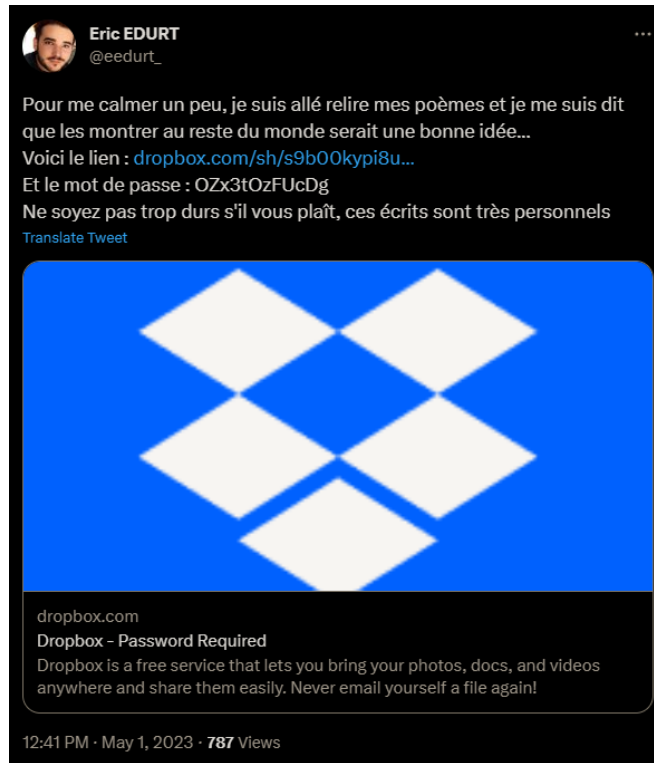 Eric EDURT
@eedurt_
Pour me calmer un peu, je suis allé relire mes poèmes et je me suis dit
que les montrer au reste du monde serait une bonne idée...
Voici le lien : dropbox.com/sh/s9b00kypi8u...
Et le mot de passe : OZx3tOzFUcDg
Ne soyez pas trop durs s'il vous plaît, ces écrits sont très personnels
Translate Tweet
dropbox.com
Dropbox - Password Required
Dropbox is a free service that lets you bring your photos, docs, and videos
anywhere and share them easily. Never email yourself a file again!
12:41 PM · May 1, 2023 · 787 Views